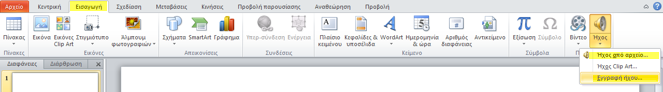 Αρχείο Κεντρική Εισαγωγή Σχεδίαση Μεταβάσεις Κινήσεις Προβολή παρουσίασης Αναθεώρηση Προβολή
Πίνακας Εικόνα Εικόνες Clip Art Στιγμιότυπο Άλμπουμ φωτογραφιών Σχήματα SmartArt Γράφημα Υπερ-σύνδεση Ενέργεια Πλαίσιο κειμένου Κεφαλίδες & υποσέλιδα WordArt Ημερομηνία & ώρα Αριθμός διαφάνειας Αντικείμενο Εξίσωση Σύμβολο Βίντεο Ήχος
Πίνακες Εικόνες Απεικονίσεις Συνδέσεις Κείμενο Σύμβολα
Ήχος από αρχείο...
Ήχος Clip Art...
Εγγραφή ήχου...
Διαφάνειες Διάρθρωση
1